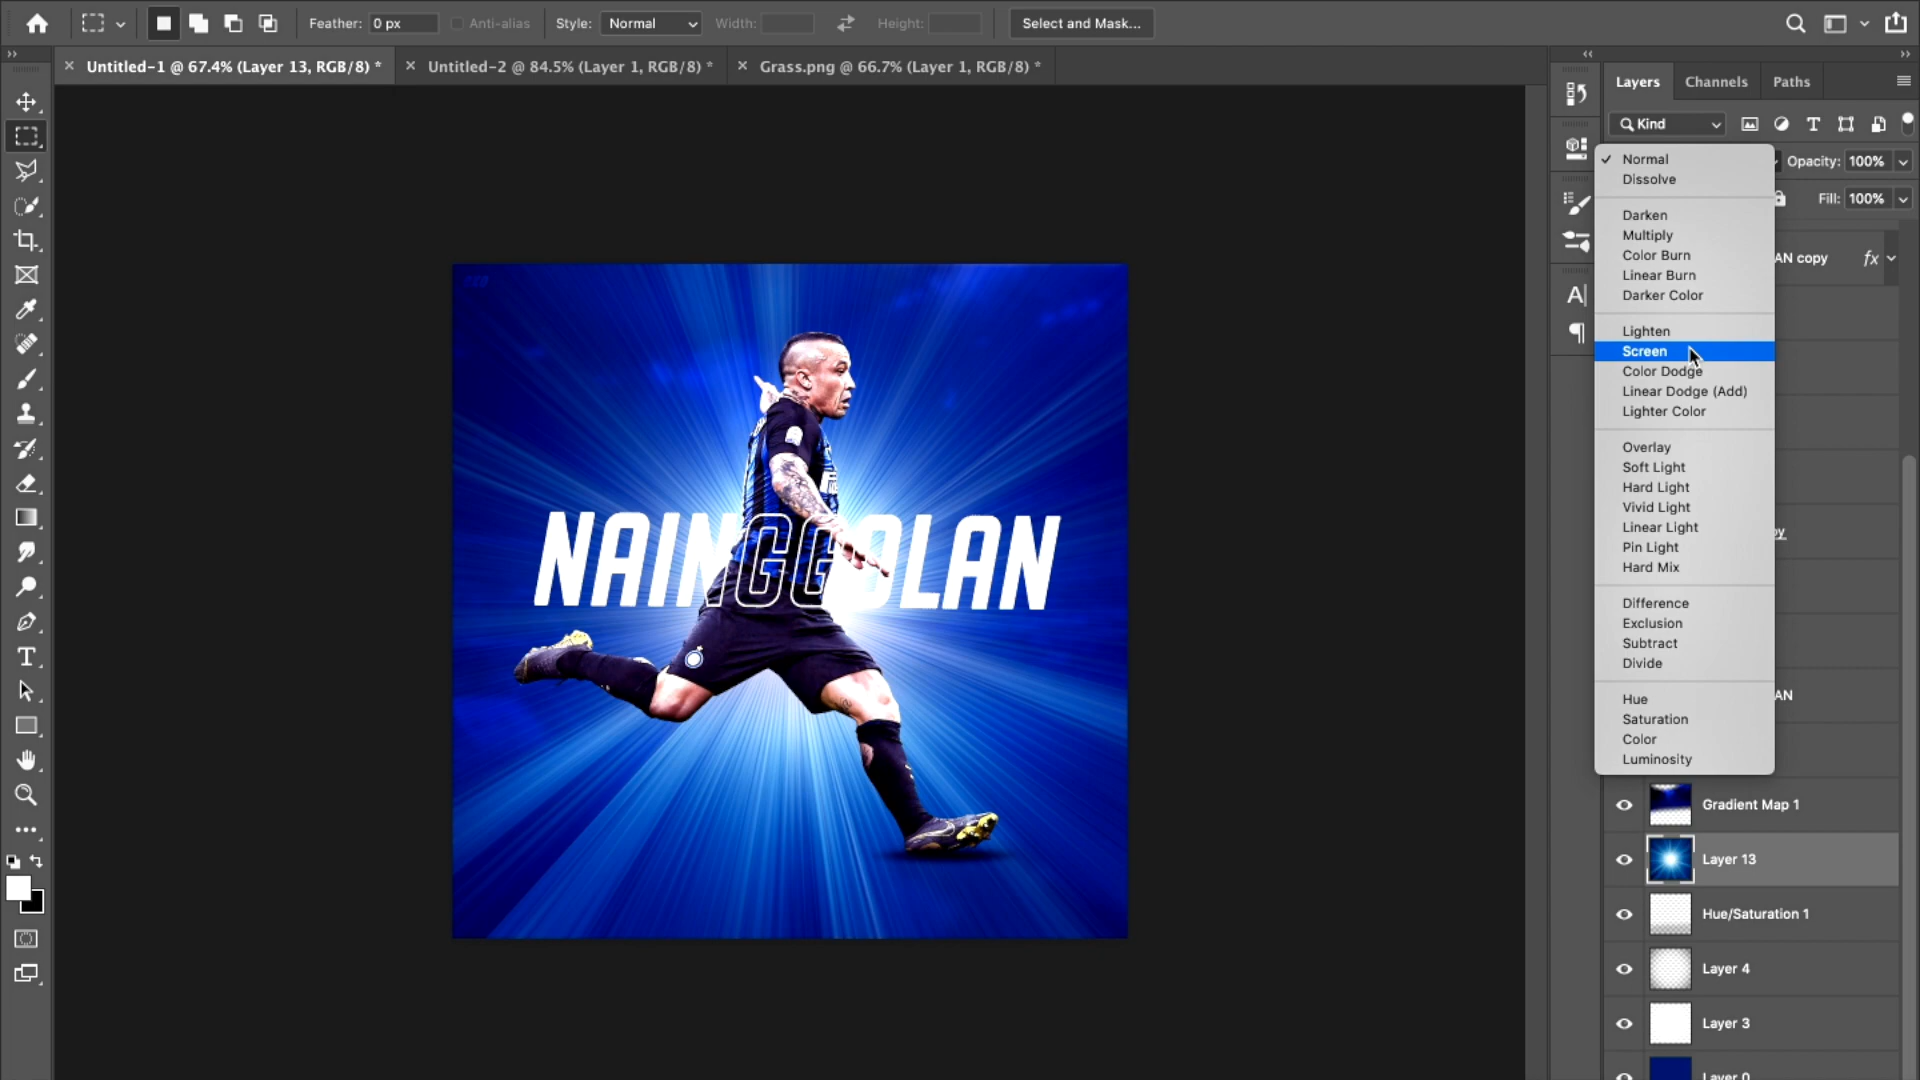 Feather: 0 px Anti-alias Style: Normal Width: Height: Select and Mask...
Untitled-1 @ 67.4% (Layer 13, RGB/8) *
Untitled-2 @ 84.5% (Layer 1, RGB/8) *
Grass.png @ 66.7% (Layer 1, RGB/8) *
Layers Channels Paths
Kind
Opacity: 100%
Fill: 100%
AN copy fx
Normal
Dissolve
Darken
Multiply
Color Burn
Linear Burn
Darker Color
Lighten
Screen
Color Dodge
Linear Dodge (Add)
Lighter Color
Overlay
Soft Light
Hard Light
Vivid Light
Linear Light
Pin Light
Hard Mix
Difference
Exclusion
Subtract
Divide
Hue
Saturation
Color
Luminosity
py
AN
Gradient Map 1
Layer 13
Hue/Saturation 1
Layer 4
Layer 3
Layer 0
NAINGGOLAN